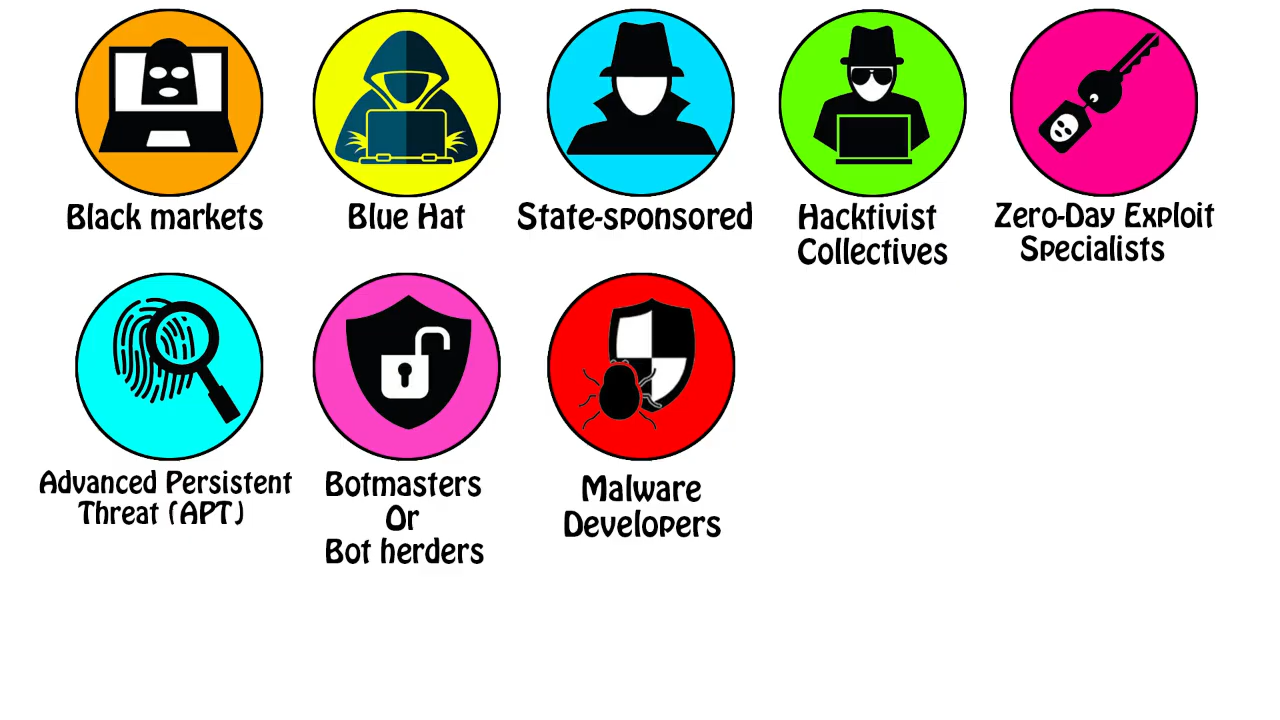 Black markets
Blue Hat
State-sponsored
Hacktivist
Collectives
Zero-Day Exploit
Specialists
Advanced Persistent
Threat (APT)
Botmasters
Or
Bot herders
Malware
Developers